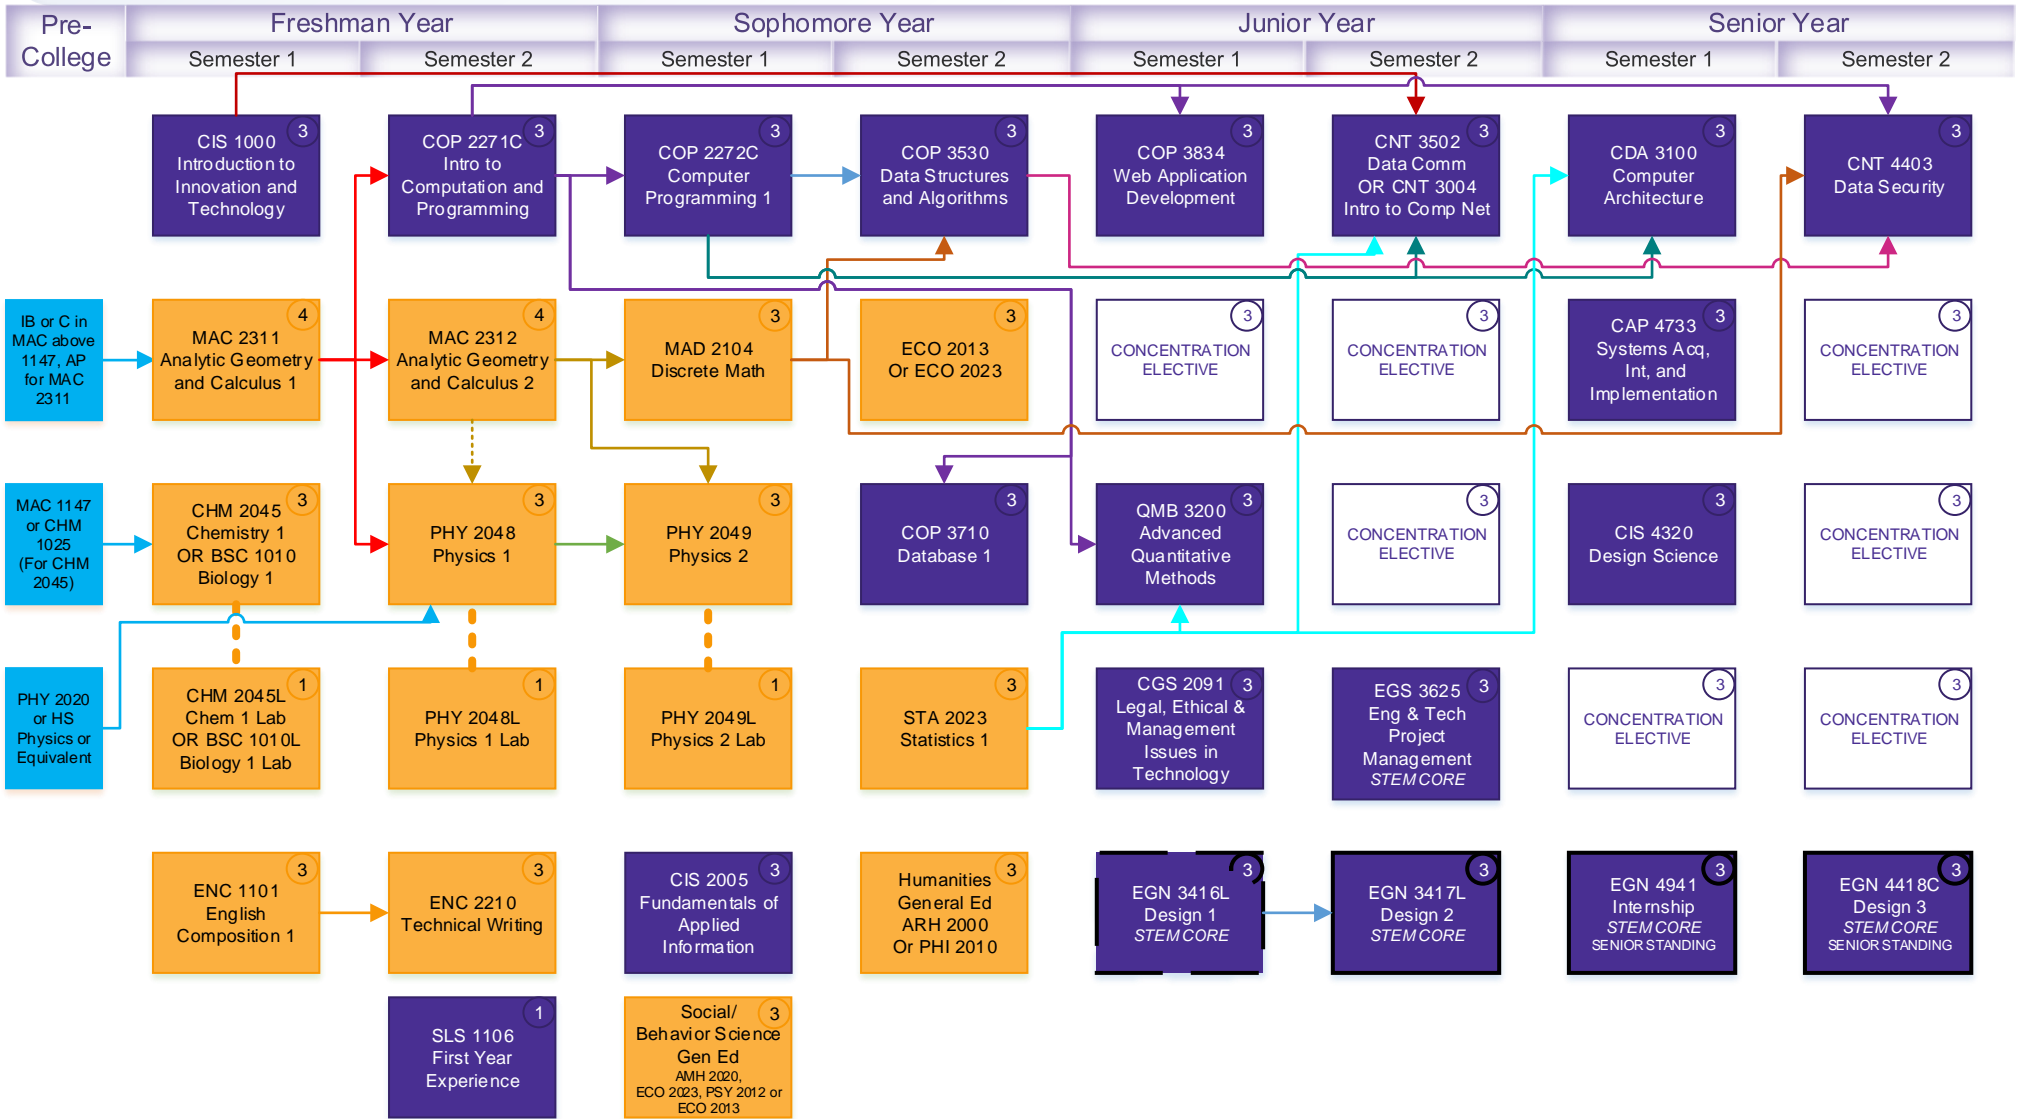 Pre-
College
Freshman Year
Sophomore Year
Junior Year
Senior Year
Semester 1
Semester 2
Semester 1
Semester 2
Semester 1
Semester 2
Semester 1
Semester 2
3
CIS 1000
Introduction to
Innovation and
Technology
3
COP 2271C
Intro to
Computation and
Programming
3
COP 2272C
Computer
Programming 1
3
COP 3530
Data Structures
and Algorithms
3
COP 3834
Web Application
Development
3
CNT 3502
Data Comm
OR CNT 3004
Intro to Comp Net
3
CDA 3100
Computer
Architecture
3
CNT 4403
Data Security
IB or C in
MAC above
1147, AP
for MAC
2311
4
MAC 2311
Analytic Geometry
and Calculus 1
4
MAC 2312
Analytic Geometry
and Calculus 2
3
MAD 2104
Discrete Math
3
ECO 2013
Or ECO 2023
3
CONCENTRATION
ELECTIVE
3
CONCENTRATION
ELECTIVE
3
CAP 4733
Systems Acq,
Int, and
Implementation
3
CONCENTRATION
ELECTIVE
MAC 1147
or CHM
1025
(For CHM
2045)
3
CHM 2045
Chemistry 1
OR BSC 1010
Biology 1
3
PHY 2048
Physics 1
3
PHY 2049
Physics 2
3
COP 3710
Database 1
3
QMB 3200
Advanced
Quantitative
Methods
3
CONCENTRATION
ELECTIVE
3
CIS 4320
Design Science
3
CONCENTRATION
ELECTIVE
PHY 2020
or HS
Physics or
Equivalent
1
CHM 2045L
Chem 1 Lab
OR BSC 1010L
Biology 1 Lab
1
PHY 2048L
Physics 1 Lab
1
PHY 2049L
Physics 2 Lab
3
STA 2023
Statistics 1
3
CGS 2091
Legal, Ethical &
Management
Issues in
Technology
3
EGS 3625
Eng & Tech
Project
Management
STEM CORE
3
CONCENTRATION
ELECTIVE
3
CONCENTRATION
ELECTIVE
3
ENC 1101
English
Composition 1
3
ENC 2210
Technical Writing
3
CIS 2005
Fundamentals of
Applied
Information
3
Humanities
General Ed
ARH 2000
Or PHI 2010
3
EGN 3416L
Design 1
STEM CORE
3
EGN 3417L
Design 2
STEM CORE
3
EGN 4941
Internship
STEM CORE
SENIOR STANDING
3
EGN 4418C
Design 3
STEM CORE
SENIOR STANDING
1
SLS 1106
First Year
Experience
3
Social/
Behavior Science
Gen Ed
AMH 2020,
ECO 2023, PSY 2012 or
ECO 2013